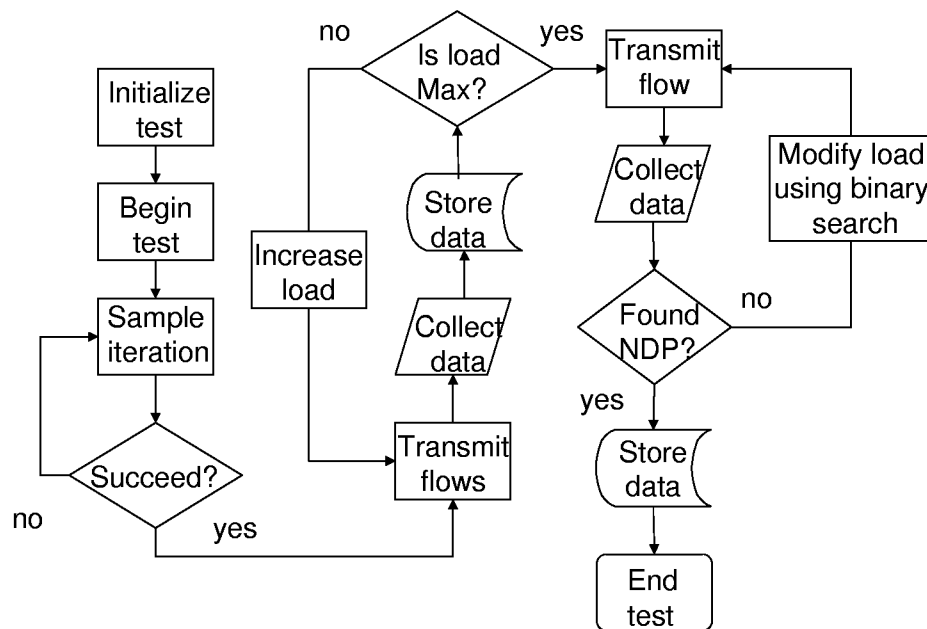 Initialize
test
Begin
test
Sample
iteration
Succeed?
no
yes
no
Is load
Max?
yes
Increase
load
Store
data
Collect
data
Transmit
flows
Transmit
flow
Collect
data
Modify load
using binary
search
Found
NDP?
no
yes
Store
data
End
test